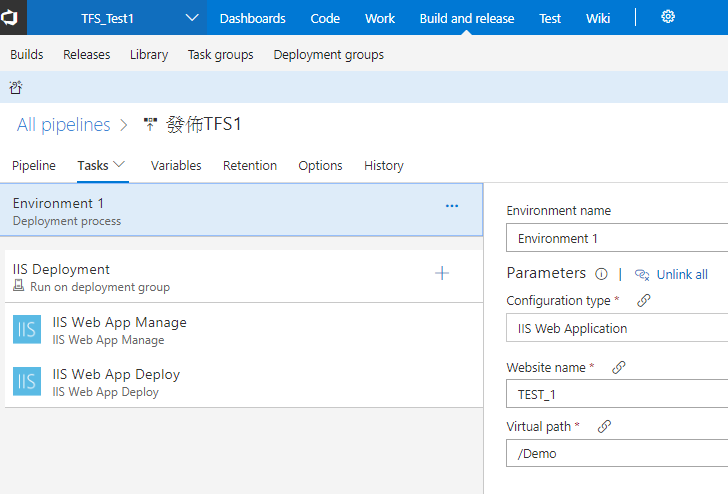 TFS_Test1 Dashboards Code Work Build and release Test Wiki
Builds Releases Library Task groups Deployment groups
All pipelines > 發佈TFS1
Pipeline Tasks Variables Retention Options History
Environment 1
Deployment process
IIS Deployment
Run on deployment group
IIS IIS Web App Manage
IIS Web App Manage
IIS IIS Web App Deploy
IIS Web App Deploy
Environment name
Environment 1
Parameters | Unlink all
Configuration type *
IIS Web Application
Website name *
TEST_1
Virtual path *
/Demo